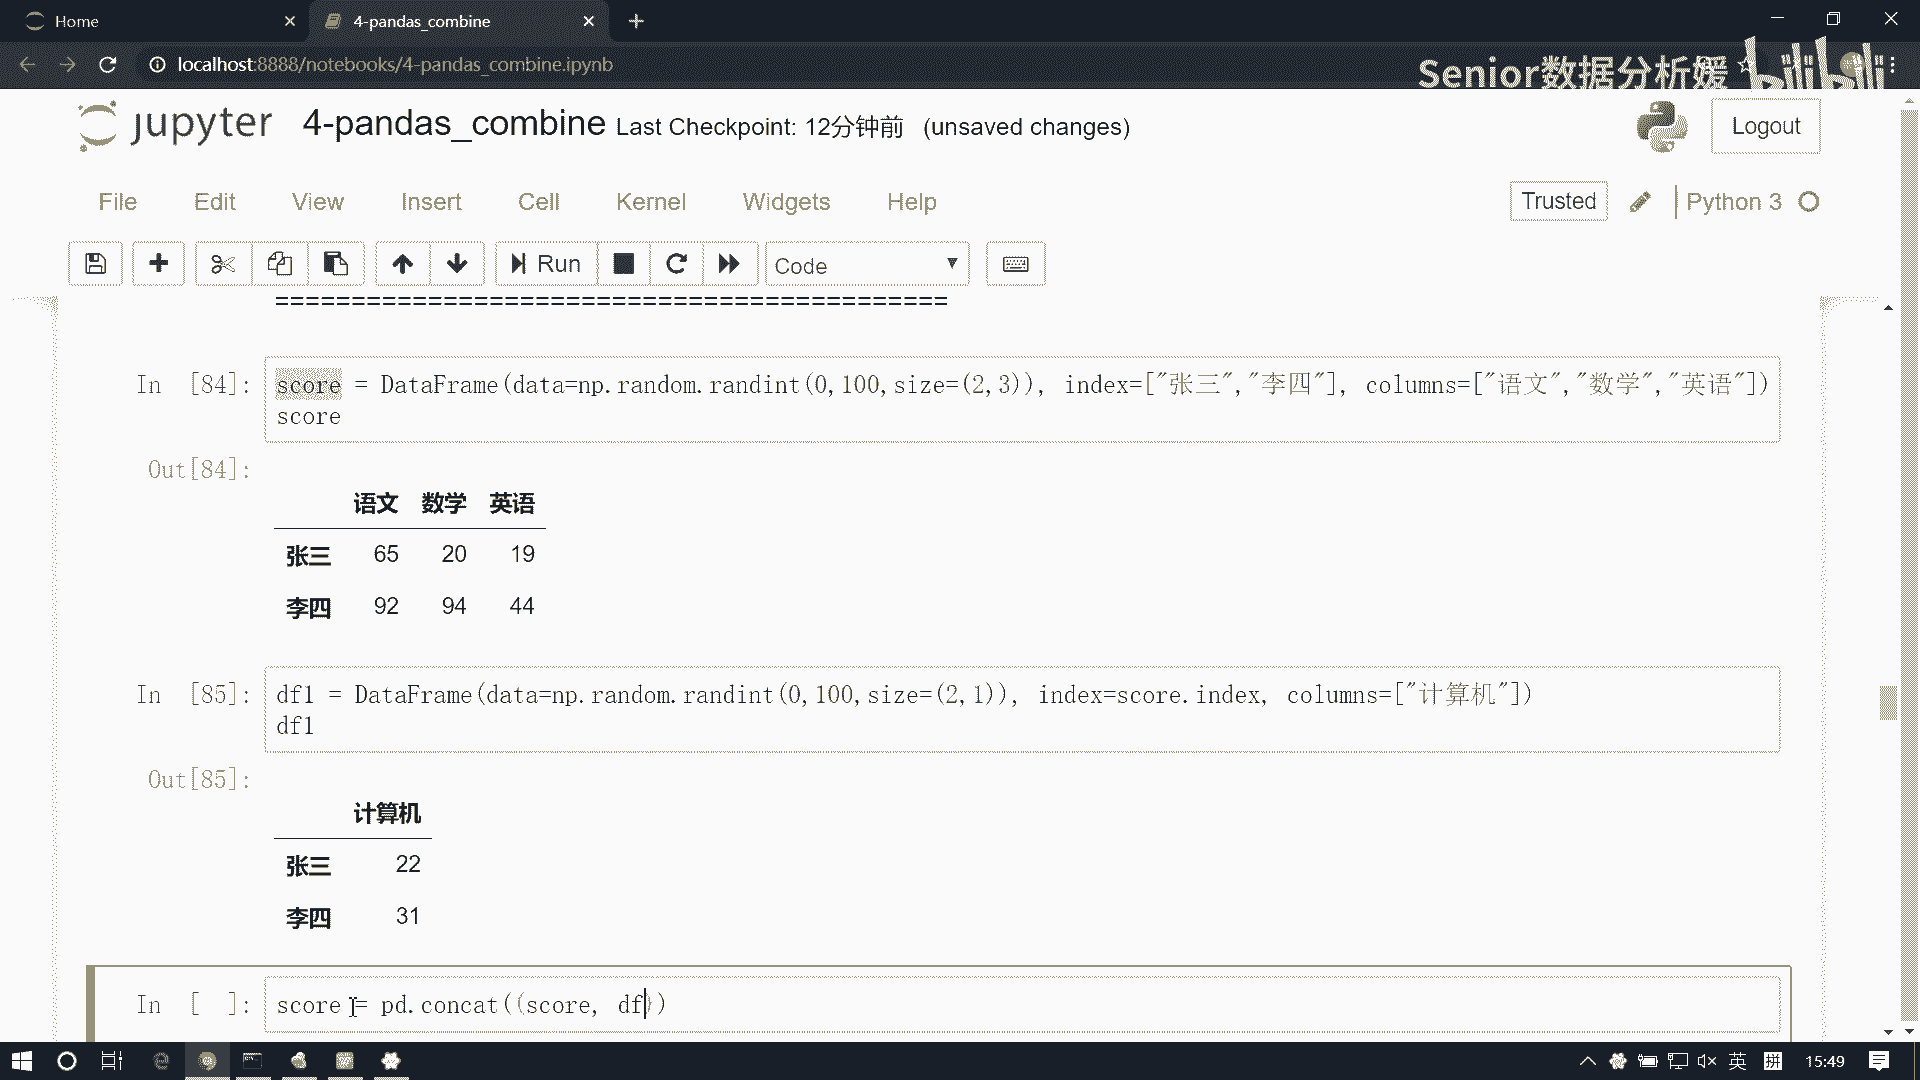 Home
4-pandas_combine
localhost:8888/notebooks/4-pandas_combine.ipynb
Senior数据分析媛 bilibili
jupyter 4-pandas_combine Last Checkpoint: 12分钟前 (unsaved changes)
Logout
File Edit View Insert Cell Kernel Widgets Help
Trusted Python 3
Run Code
============================================
In [84]: score = DataFrame(data=np.random.randint(0,100,size=(2,3)), index=["张三","李四"], columns=["语文","数学","英语"])
score
Out[84]:
语文 数学 英语
张三 65 20 19
李四 92 94 44
In [85]: df1 = DataFrame(data=np.random.randint(0,100,size=(2,1)), index=score.index, columns=["计算机"])
df1
Out[85]:
计算机
张三 22
李四 31
In [ ]: score = pd.concat((score, df))
英 拼 15:49